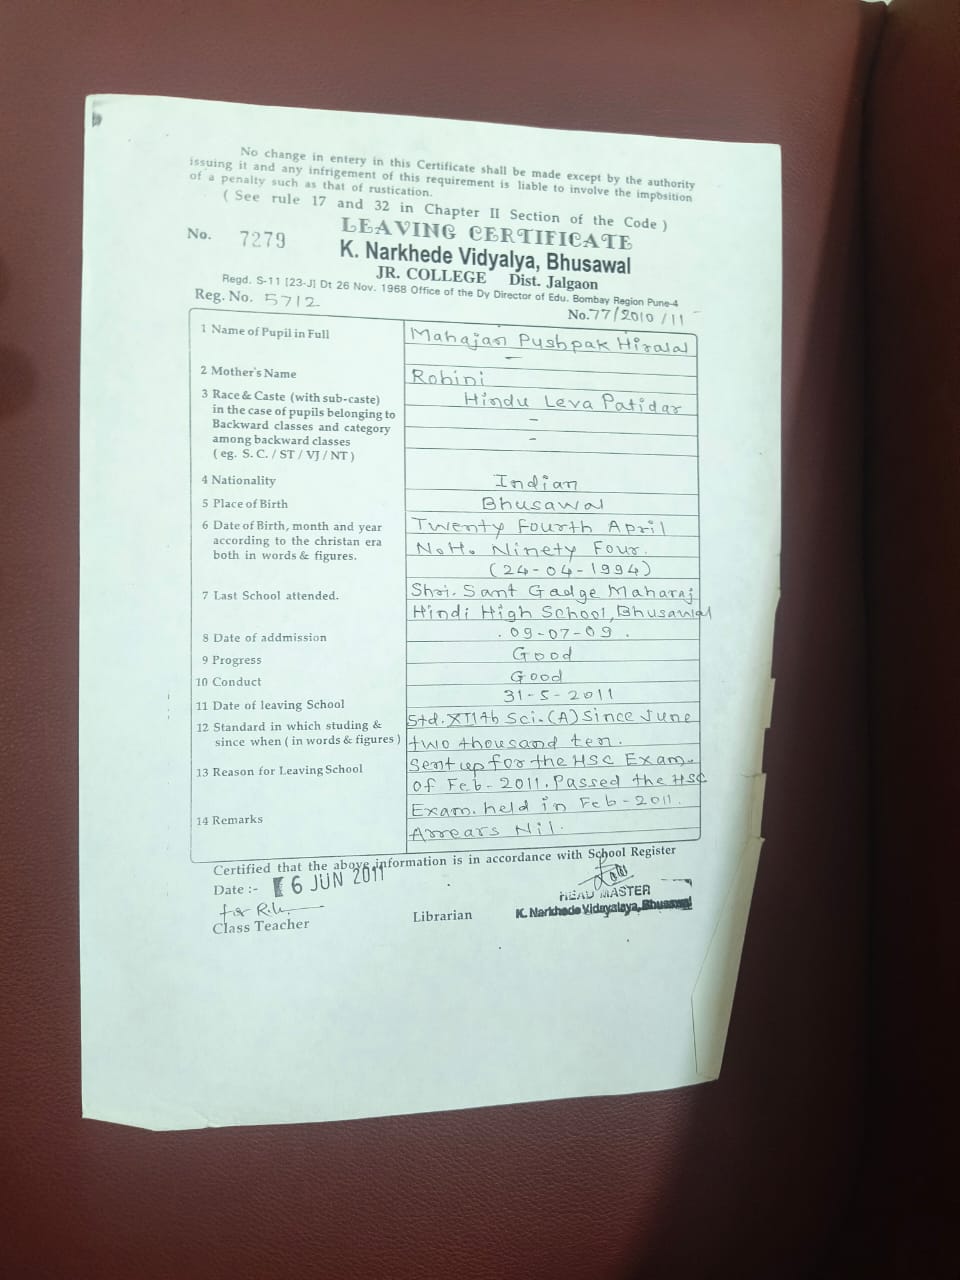 No change in entery in this Certificate shall be made except by the authority
issuing it and any infrigement of this requirement is liable to involve the impbsition
of a penalty such as that of rustication.
( See rule 17 and 32 in Chapter II Section of the Code )
LEAVING CERTIFICATE
No. 7279
K. Narkhede Vidyalya, Bhusawal
JR. COLLEGE Dist. Jalgaon
Regd. S-11 [23-J] Dt 26 Nov. 1968 Office of the Dy Director of Edu. Bombay Region Pune-4
Reg. No. 5712 No. 77/2010/11
1 Name of Pupil in Full Mahajan Pushpak Hiralal
-
2 Mother's Name Rohini
3 Race & Caste (with sub-caste) Hindu Leva Patidar
in the case of pupils belonging to -
Backward classes and category -
among backward classes
( eg. S. C. / ST / VJ / NT )
4 Nationality Indian
5 Place of Birth Bhusawal
6 Date of Birth, month and year Twenty Fourth April
according to the christan era N.H. Ninety Four.
both in words & figures. (24-04-1994)
7 Last School attended. Shri. Sant Gadge Maharaj
Hindi High School, Bhusawal
8 Date of addmission . 09-07-09 .
9 Progress Good
10 Conduct Good
11 Date of leaving School 31-5-2011
12 Standard in which studing & Std. XIIth Sci. (A) Since June
since when ( in words & figures ) two thousand ten.
13 Reason for Leaving School Sent up for the HSC Exam.
of Feb-2011. Passed the HSC
Exam. held in Feb-2011.
14 Remarks Arrears Nil.
Certified that the above information is in accordance with School Register
Date :- 6 JUN 2011
HEAD MASTER
K. Narkhede Vidayalaya, Bhusawal
for
Class Teacher Librarian